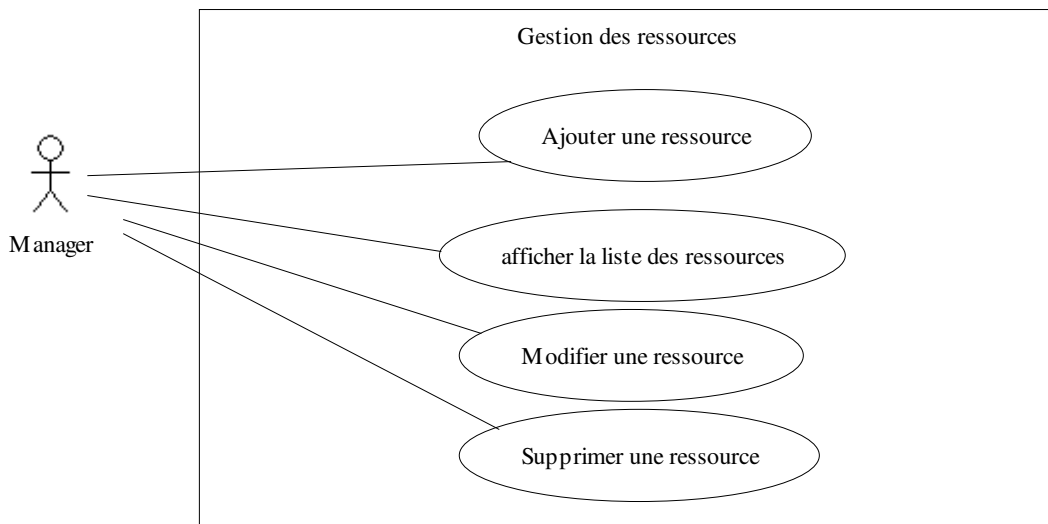 Gestion des ressources
Ajouter une ressource
Manager
afficher la liste des ressources
Modifier une ressource
Supprimer une ressource